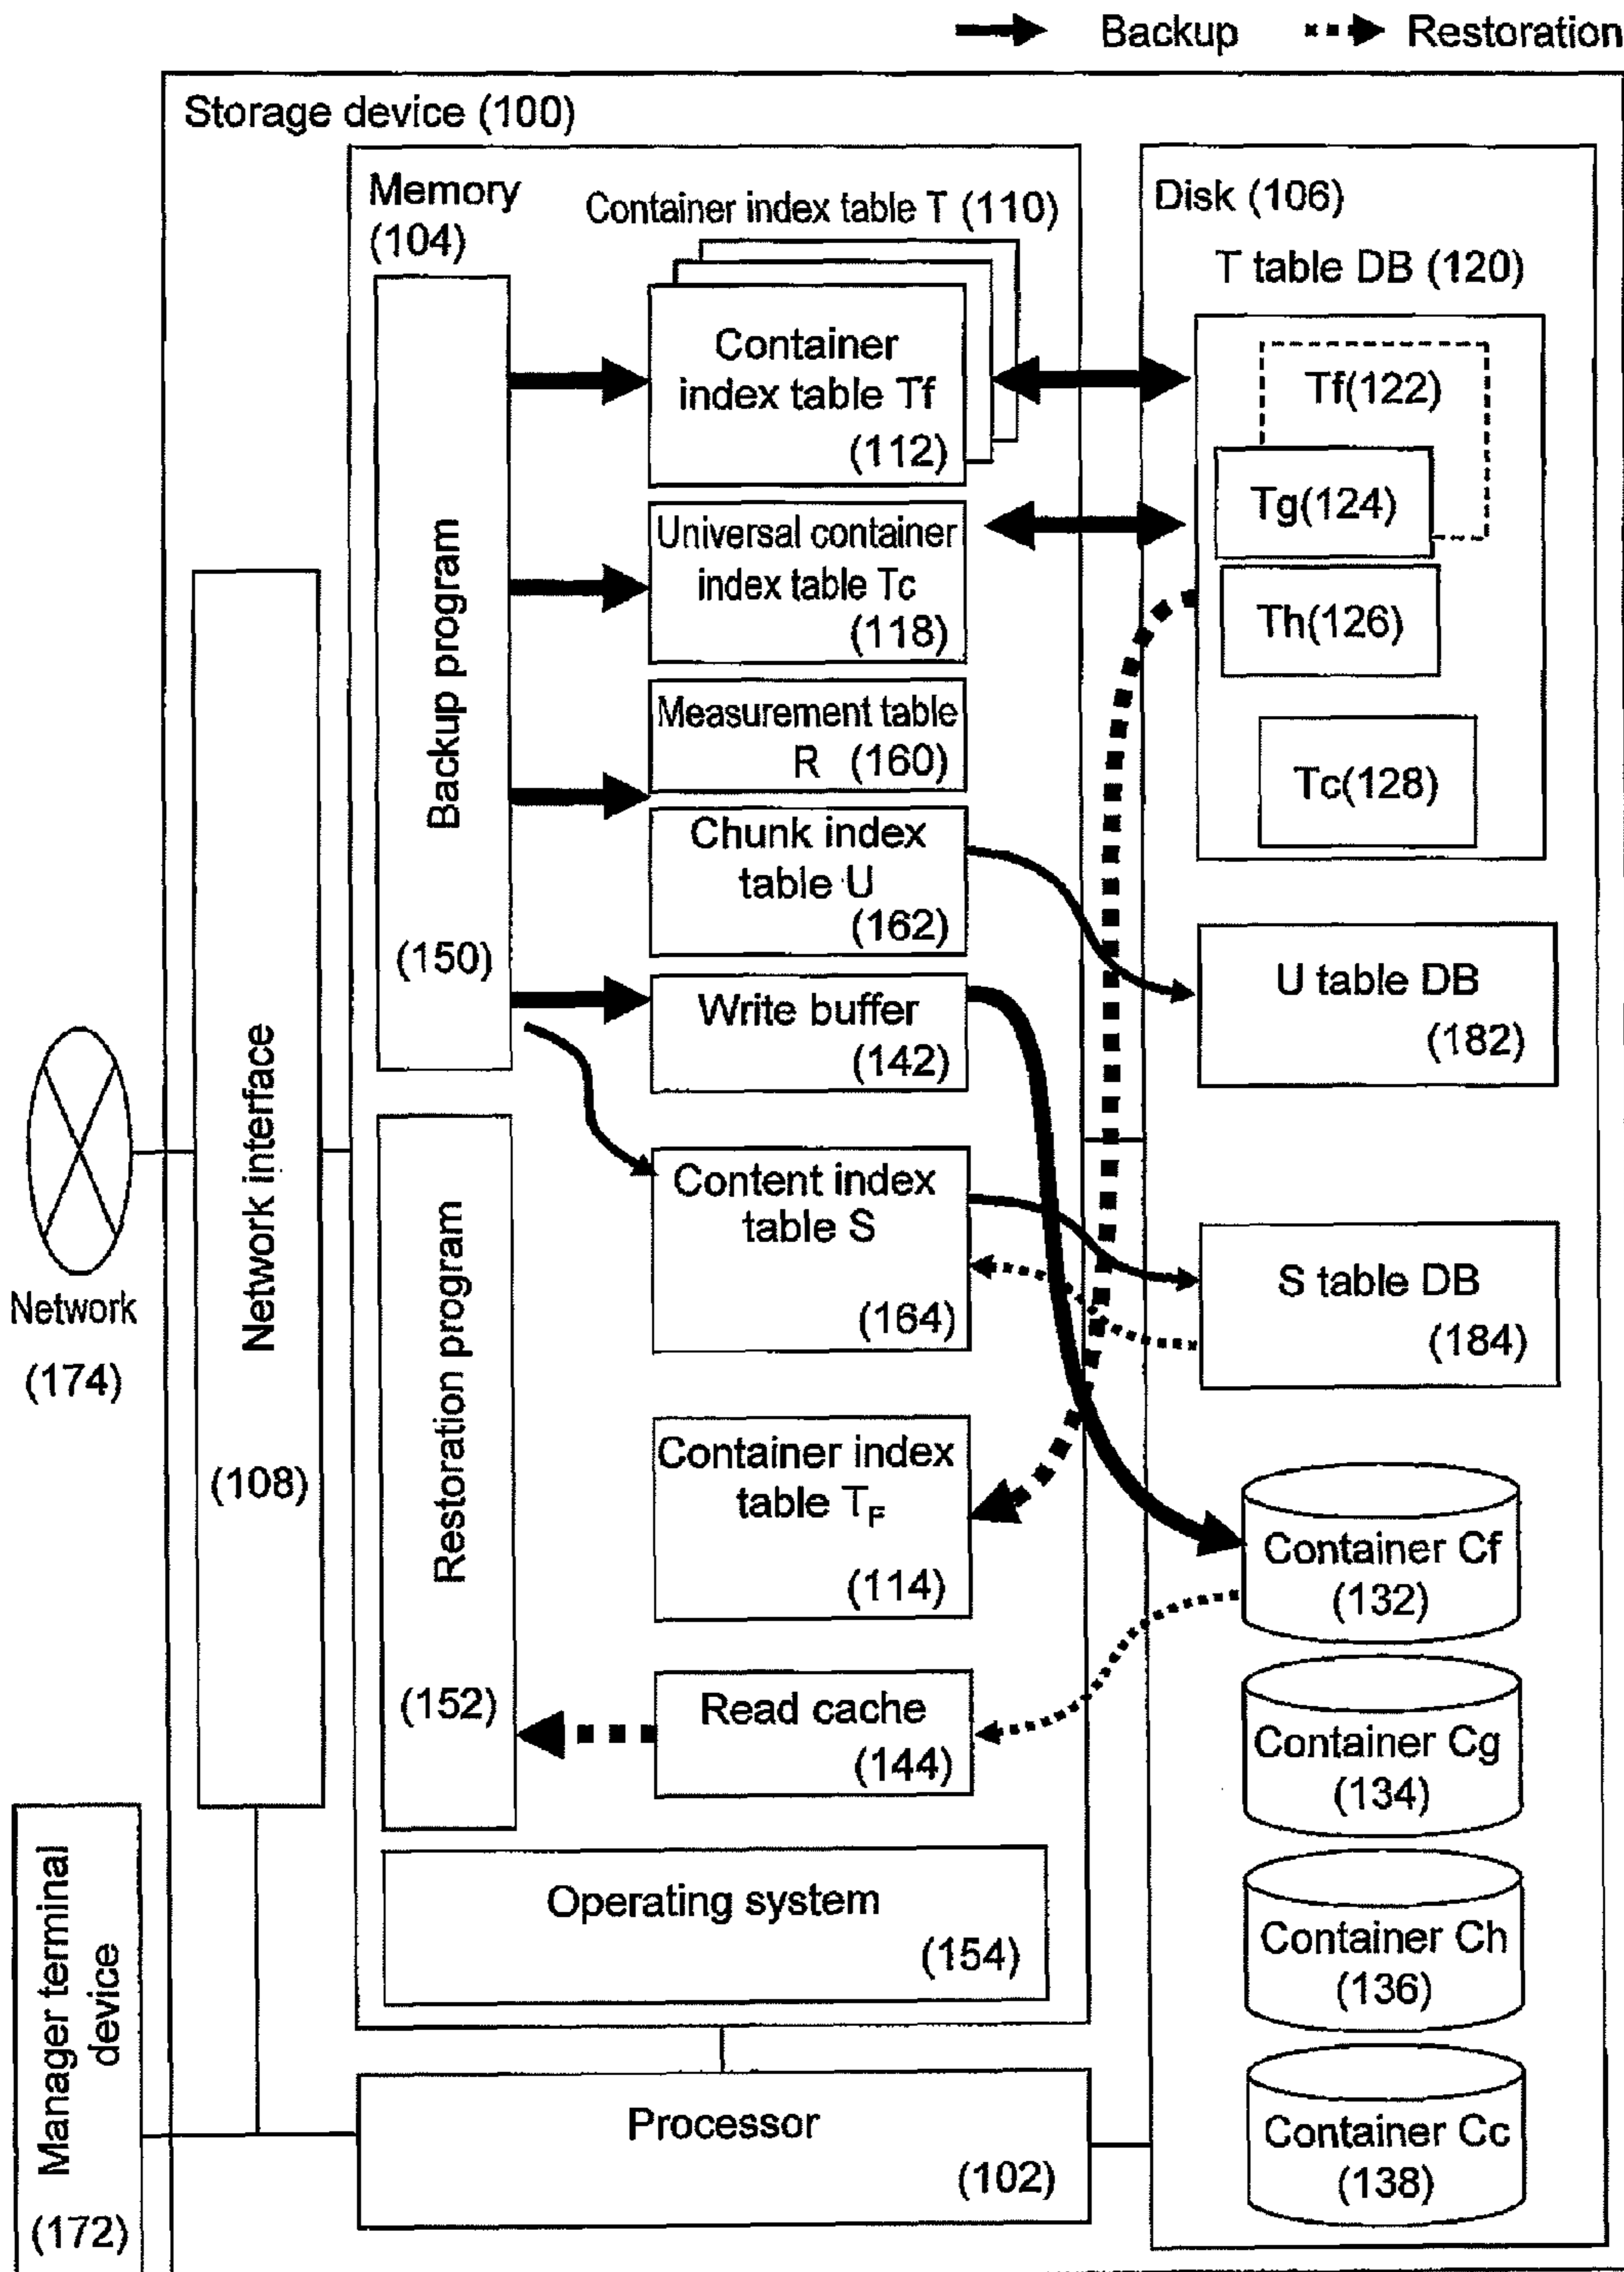 Backup
Restoration
Storage device (100)
Memory
(104)
Container index table T (110)
Container
index table Tf
(112)
Universal container
index table Tc
(118)
Measurement table
R (160)
Chunk index
table U
(162)
Write buffer
(142)
Content index
table S
(164)
Container index
table TF
(114)
Read cache
(144)
Backup program
(150)
Restoration program
(152)
Operating system
(154)
Processor
(102)
Network interface
(108)
Network
(174)
Manager terminal
device
(172)
Disk (106)
T table DB (120)
Tf(122)
Tg(124)
Th(126)
Tc(128)
U table DB
(182)
S table DB
(184)
Container Cf
(132)
Container Cg
(134)
Container Ch
(136)
Container Cc
(138)